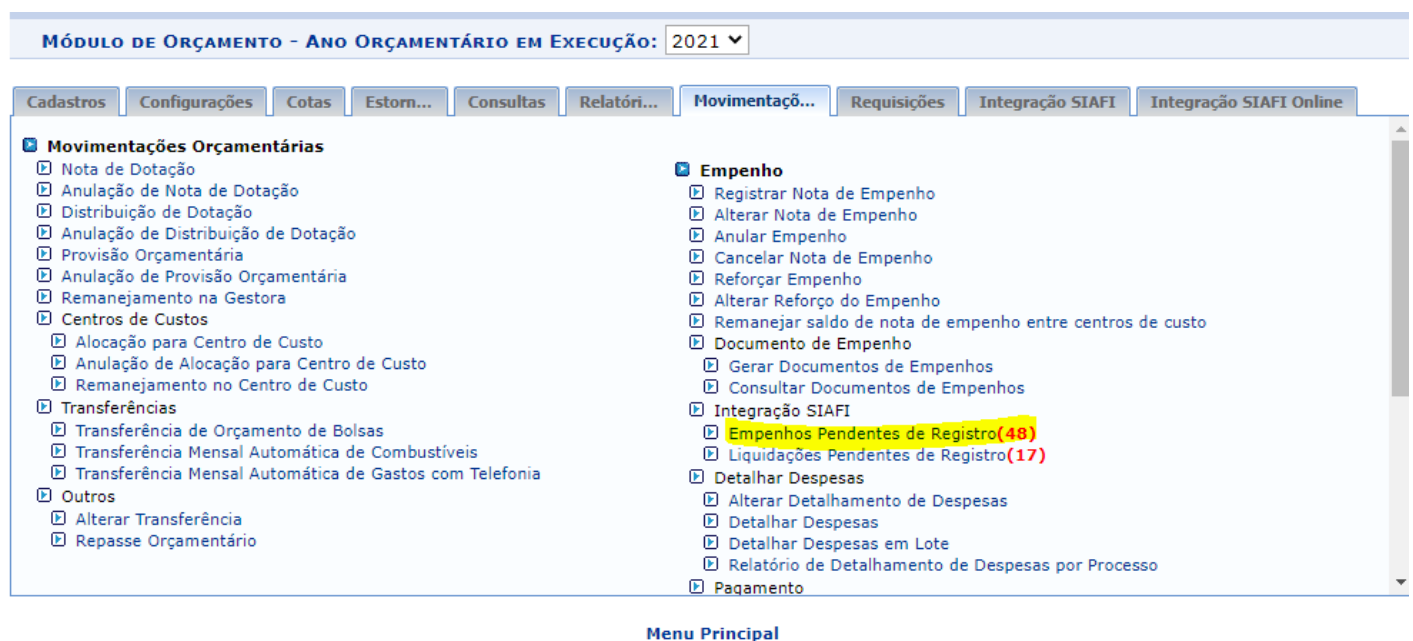 Módulo de Orçamento - Ano Orçamentário em Execução: 2021
Cadastros Configurações Cotas Estorn... Consultas Relatóri... Movimentaçõ... Requisições Integração SIAFI Integração SIAFI Online
Movimentações Orçamentárias
Nota de Dotação
Anulação de Nota de Dotação
Distribuição de Dotação
Anulação de Distribuição de Dotação
Provisão Orçamentária
Anulação de Provisão Orçamentária
Remanejamento na Gestora
Centros de Custos
Alocação para Centro de Custo
Anulação de Alocação para Centro de Custo
Remanejamento no Centro de Custo
Transferências
Transferência de Orçamento de Bolsas
Transferência Mensal Automática de Combustíveis
Transferência Mensal Automática de Gastos com Telefonia
Outros
Alterar Transferência
Repasse Orçamentário
Empenho
Registrar Nota de Empenho
Alterar Nota de Empenho
Anular Empenho
Cancelar Nota de Empenho
Reforçar Empenho
Alterar Reforço do Empenho
Remanejar saldo de nota de empenho entre centros de custo
Documento de Empenho
Gerar Documentos de Empenhos
Consultar Documentos de Empenhos
Integração SIAFI
Empenhos Pendentes de Registro(48)
Liquidações Pendentes de Registro(17)
Detalhar Despesas
Alterar Detalhamento de Despesas
Detalhar Despesas
Detalhar Despesas em Lote
Relatório de Detalhamento de Despesas por Processo
Pagamento
Menu Principal